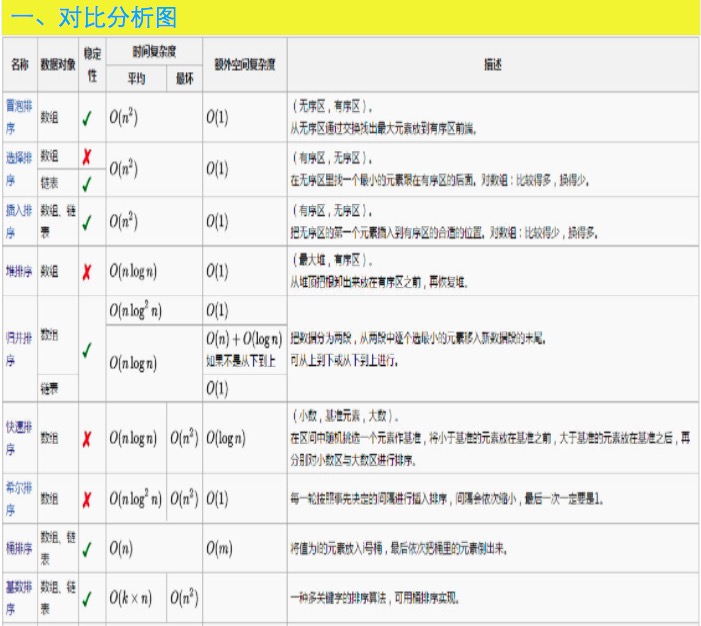 一、对比分析图
名称 数据对象 稳定性 时间复杂度 额外空间复杂度 描述
平均 最坏
冒泡排序 数组 ✓ O(n²) O(1) （无序区，有序区）。
从无序区通过交换找出最大元素放到有序区前端。
选择排序 数组 ✗ O(n²) O(1) （有序区，无序区）。
链表 ✓ 在无序区里找一个最小的元素跟在有序区的后面。对数组：比较得多，换得少。
插入排序 数组、链表 ✓ O(n²) O(1) （有序区，无序区）。
把无序区的第一个元素插入到有序区的合适的位置。对数组：比较得少，换得多。
堆排序 数组 ✗ O(n log n) O(1) （最大堆，有序区）。
从堆顶把根卸出来放在有序区之前，再恢复堆。
归并排序 数组 ✓ O(n log² n) O(1)
O(n log n) O(n) + O(log n)
如果不是从下到上
把数据分为两段，从两段中逐个选最小的元素移入新数据段的末尾。
可从上到下或从下到上进行。
链表 O(1)
快速排序 数组 ✗ O(n log n) O(n²) O(log n) （小数，基准元素，大数）。
在区间中随机挑选一个元素作基准，将小于基准的元素放在基准之前，大于基准的元素放在基准之后，再
分别对小数区与大数区进行排序。
希尔排序 数组 ✗ O(n log² n) O(n²) O(1) 每一轮按照事先决定的间隔进行插入排序，间隔会依次缩小，最后一次一定要是1。
桶排序 数组、链表 ✓ O(n) O(m) 将值为i的元素放入i号桶，最后依次把桶里的元素倒出来。
基数排序 数组、链表 ✓ O(k × n) O(n²) 一种多关键字的排序算法，可用桶排序实现。